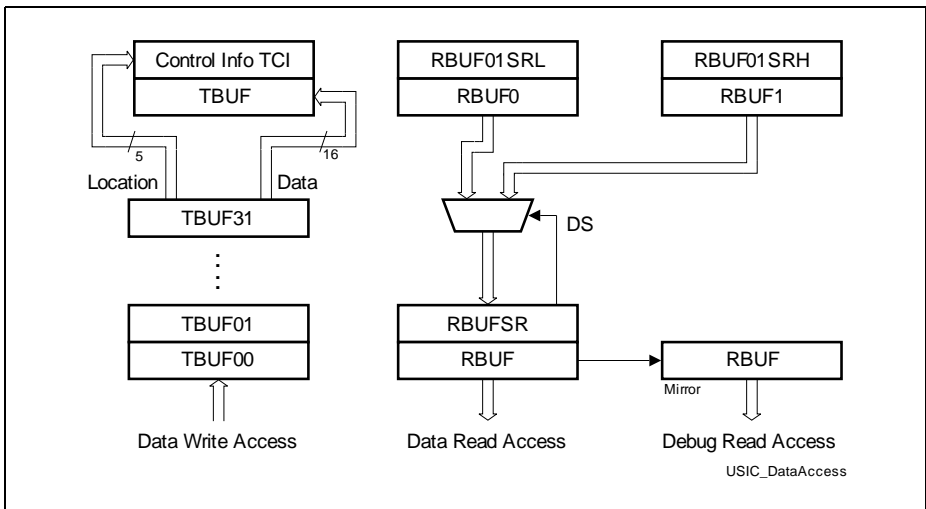 Control Info TCI
TBUF
5
16
Location
Data
TBUF31
TBUF01
TBUF00
Data Write Access
RBUF01SRL
RBUF0
RBUF01SRH
RBUF1
DS
RBUFSR
RBUF
Mirror
RBUF
Data Read Access
Debug Read Access
USIC_DataAccess